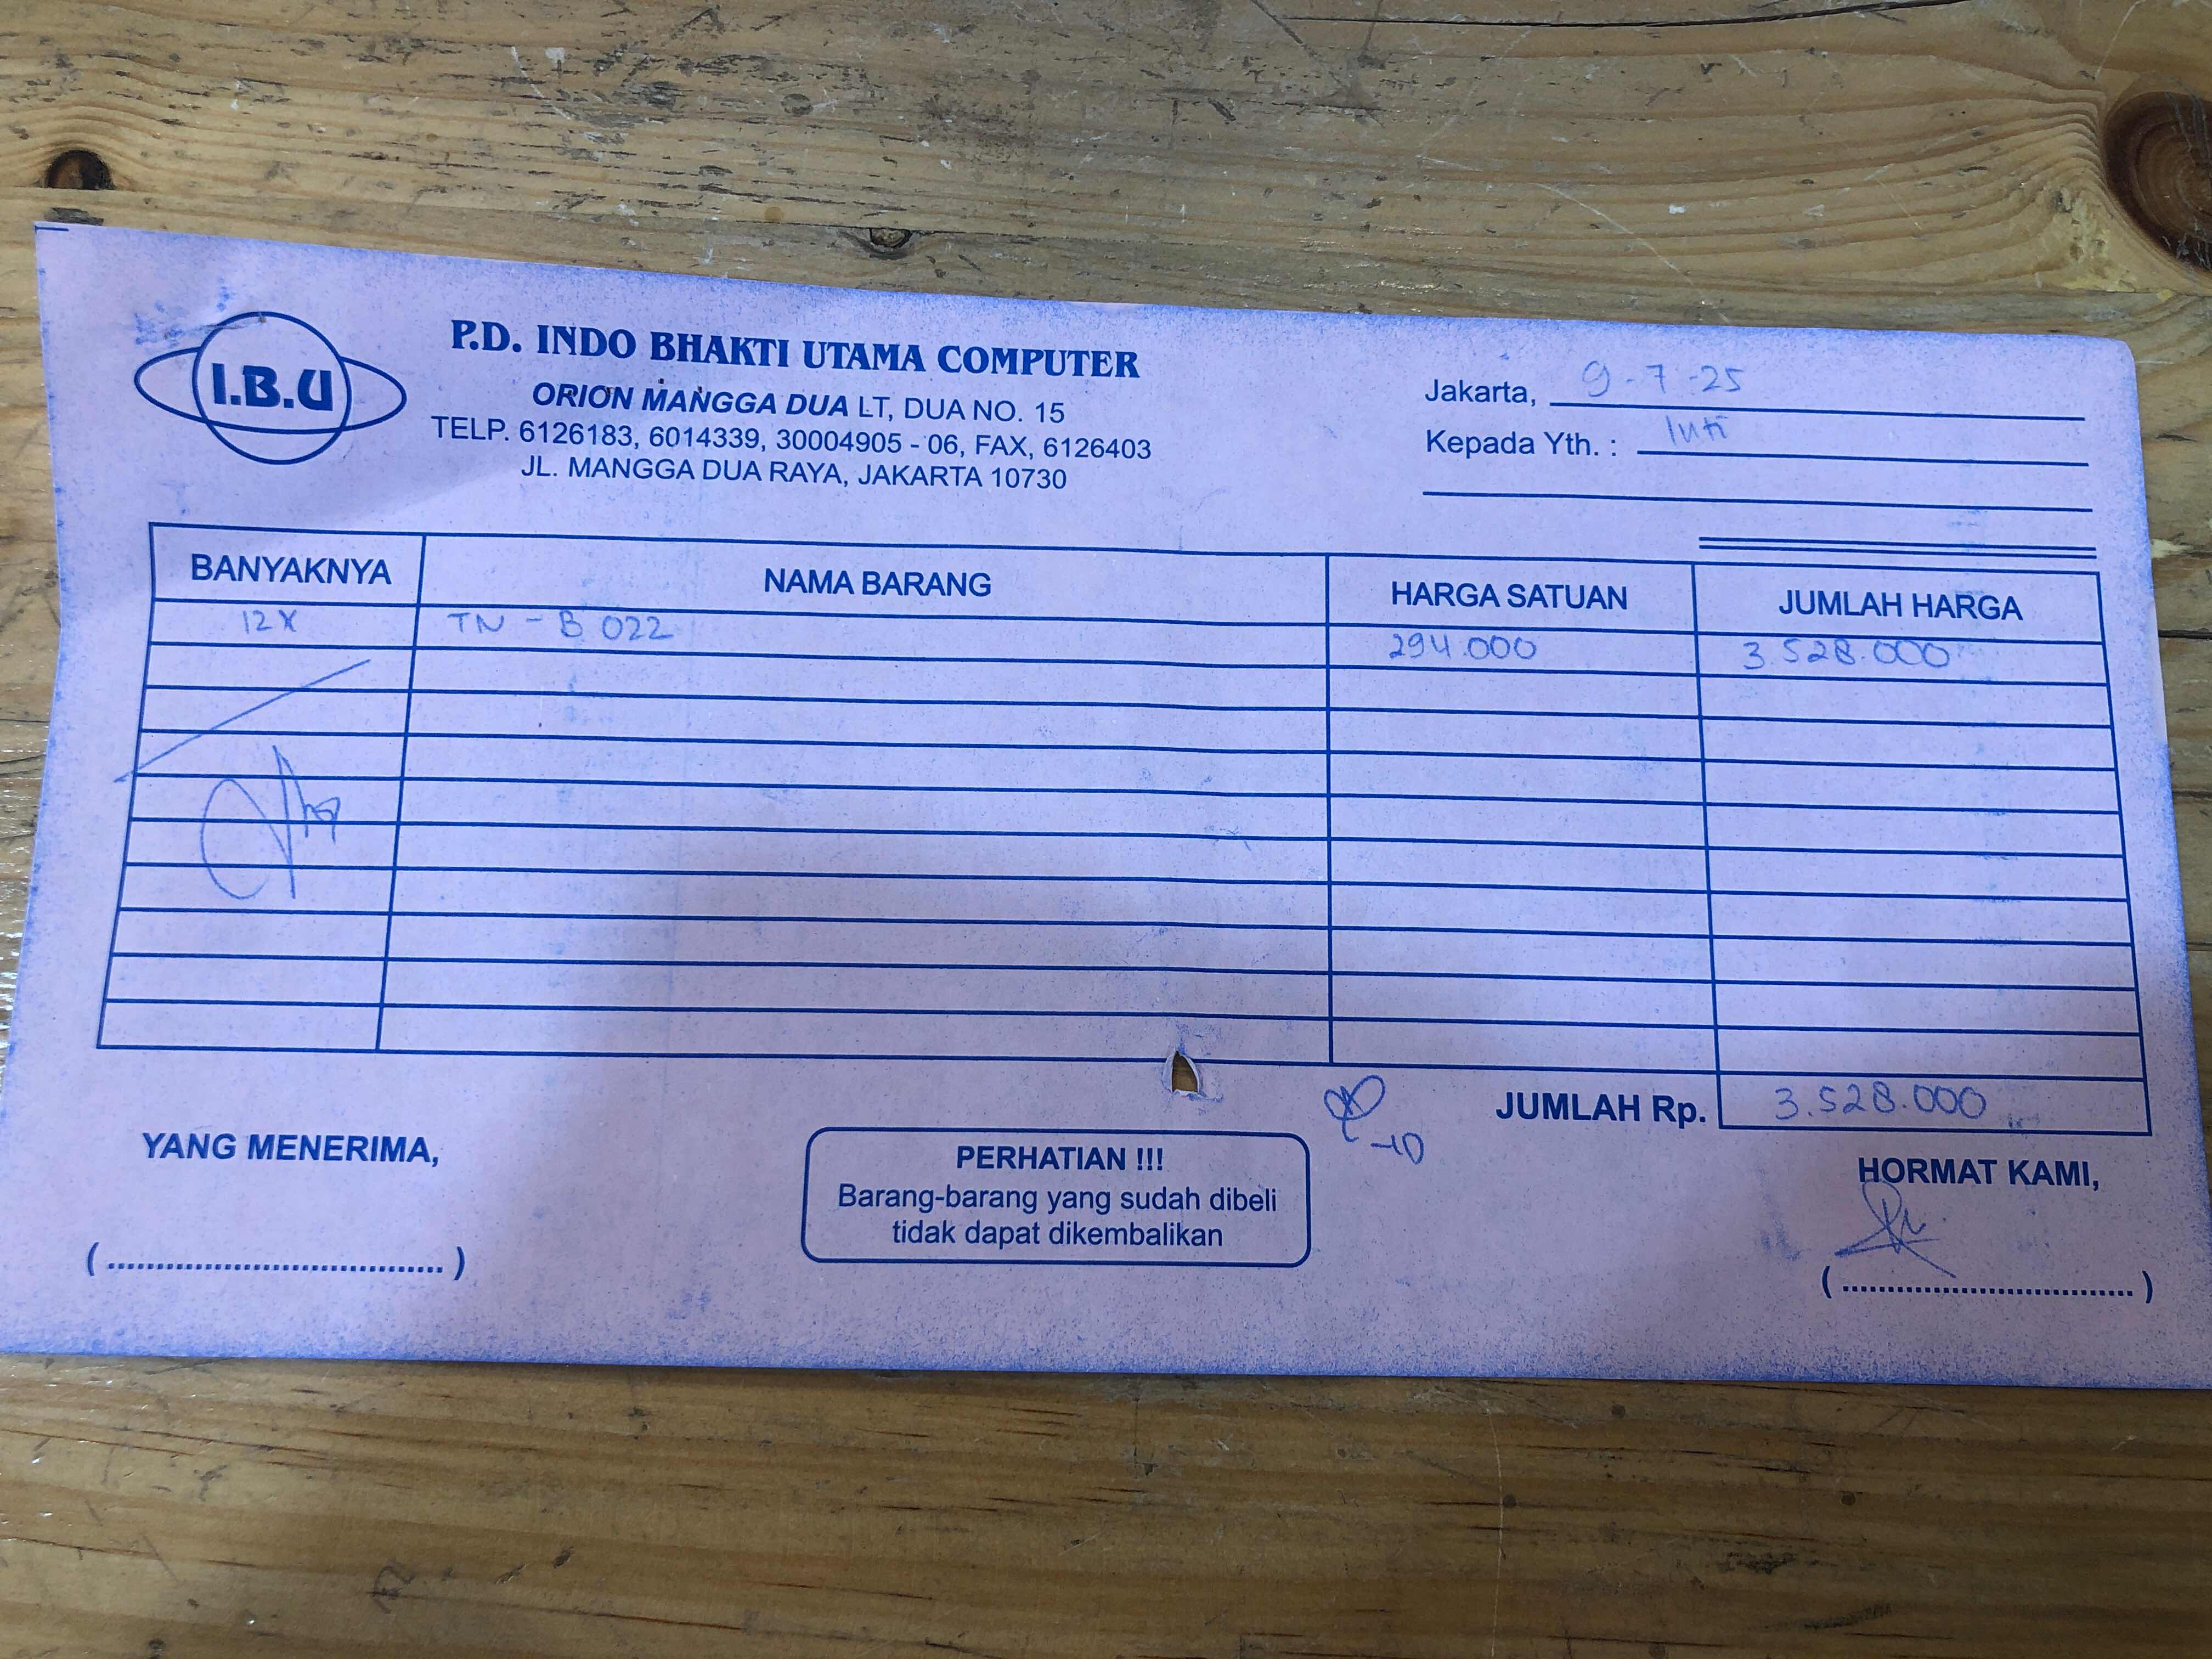 I.B.U
P.D. INDO BHAKTI UTAMA COMPUTER
ORION MANGGA DUA LT, DUA NO. 15
TELP. 6126183, 6014339, 30004905 - 06, FAX, 6126403
JL. MANGGA DUA RAYA, JAKARTA 10730
Jakarta, 9-7-25
Kepada Yth. : Inti
BANYAKNYA NAMA BARANG HARGA SATUAN JUMLAH HARGA
12 X TN - B 022 294.000 3.528.000
JUMLAH Rp. 3.528.000
YANG MENERIMA,
PERHATIAN !!!
Barang-barang yang sudah dibeli
tidak dapat dikembalikan
HORMAT KAMI,
(..................................)
(..................................)